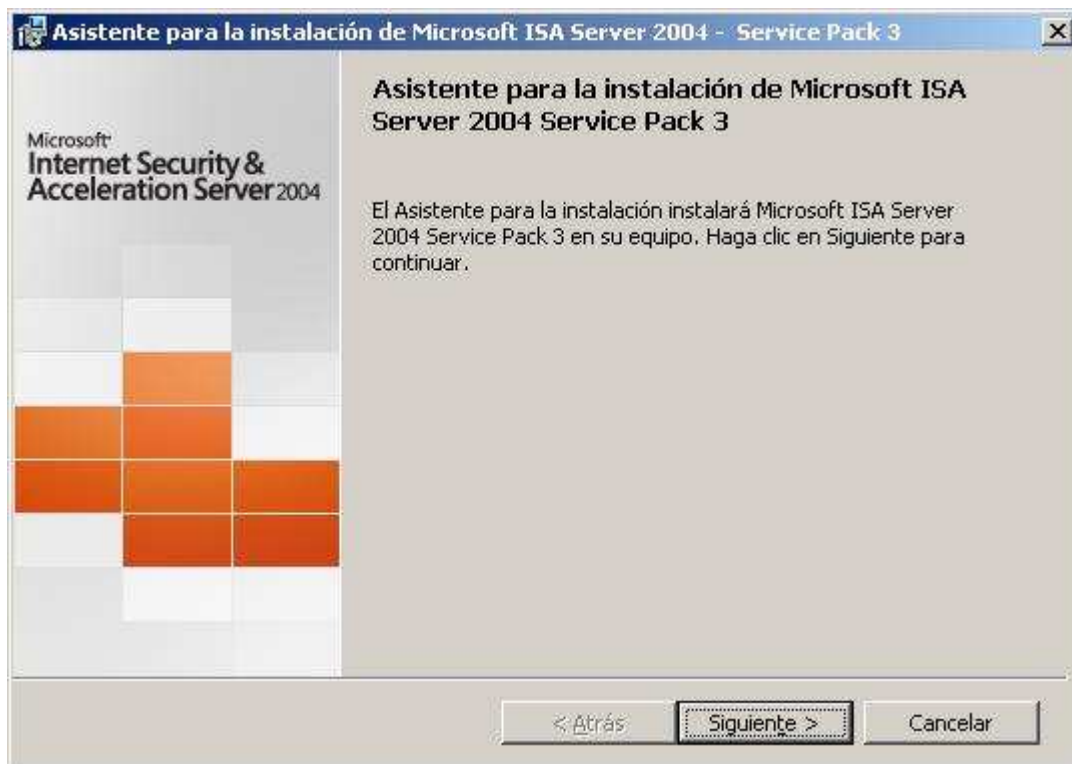 Asistente para la instalación de Microsoft ISA Server 2004 - Service Pack 3
Microsoft
Internet Security &
Acceleration Server 2004
Asistente para la instalación de Microsoft ISA
Server 2004 Service Pack 3
El Asistente para la instalación instalará Microsoft ISA Server
2004 Service Pack 3 en su equipo. Haga clic en Siguiente para
continuar.
< Atrás
Siguiente >
Cancelar